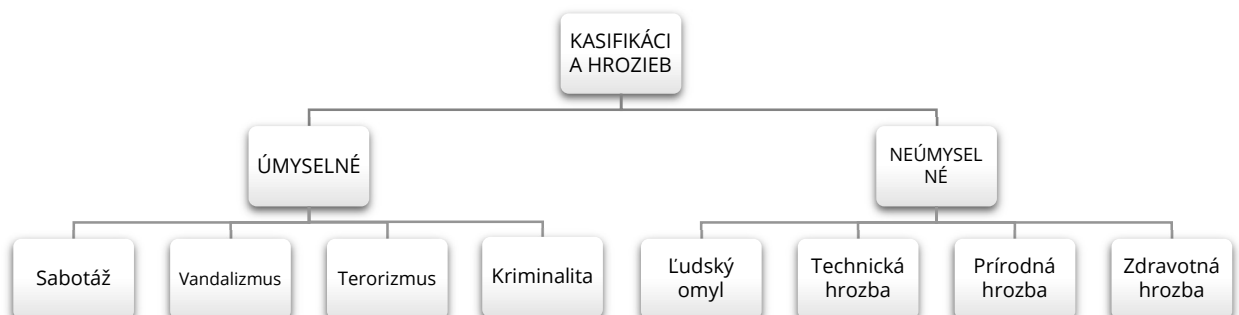 KASIFIKÁCI
A HROZIEB
ÚMYSELNÉ
NEÚMYSEL
NÉ
Sabotáž
Vandalizmus
Terorizmus
Kriminalita
Ľudský
omyl
Technická
hrozba
Prírodná
hrozba
Zdravotná
hrozba